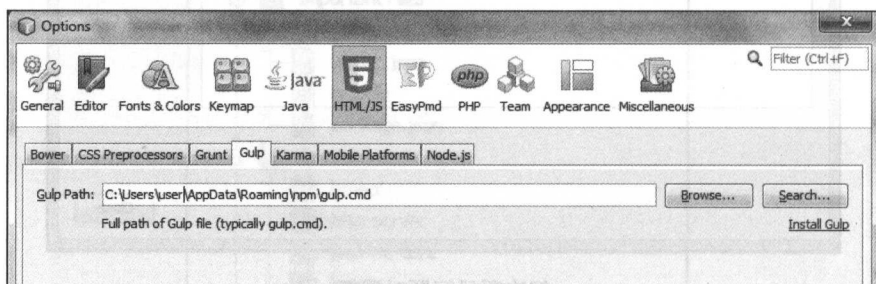 Options
Filter (Ctrl+F)
Java
php
General Editor Fonts & Colors Keymap Java HTML/JS EasyPmd PHP Team Appearance Miscellaneous
Bower CSS Preprocessors Grunt Gulp Karma Mobile Platforms Node.js
Gulp Path: C:\Users\user\AppData\Roaming\npm\gulp.cmd Browse... Search...
Full path of Gulp file (typically gulp.cmd). Install Gulp